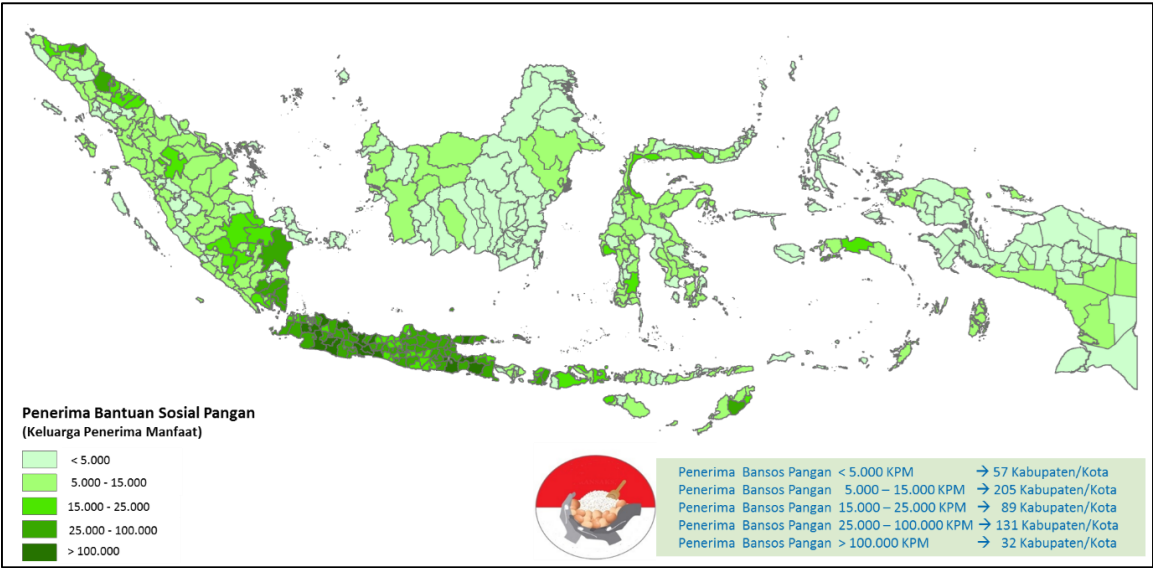 Penerima Bantuan Sosial Pangan
(Keluarga Penerima Manfaat)
< 5.000
5.000 - 15.000
15.000 - 25.000
25.000 - 100.000
> 100.000
Penerima Bansos Pangan < 5.000 KPM → 57 Kabupaten/Kota
Penerima Bansos Pangan 5.000 – 15.000 KPM → 205 Kabupaten/Kota
Penerima Bansos Pangan 15.000 – 25.000 KPM → 89 Kabupaten/Kota
Penerima Bansos Pangan 25.000 – 100.000 KPM → 131 Kabupaten/Kota
Penerima Bansos Pangan > 100.000 KPM → 32 Kabupaten/Kota